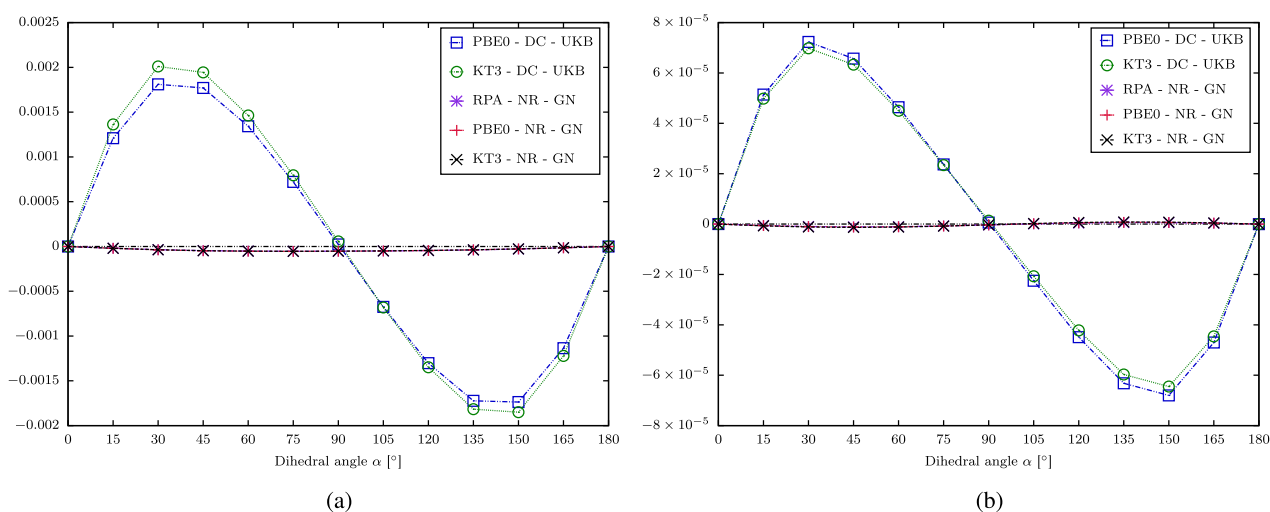 0.0025
0.002
0.0015
0.001
0.0005
0
−0.0005
−0.001
−0.0015
−0.002
0 15 30 45 60 75 90 105 120 135 150 165 180
Dihedral angle α [°]
PBE0 - DC - UKB
KT3 - DC - UKB
RPA - NR - GN
PBE0 - NR - GN
KT3 - NR - GN
(a)
8 × 10⁻⁵
6 × 10⁻⁵
4 × 10⁻⁵
2 × 10⁻⁵
0
−2 × 10⁻⁵
−4 × 10⁻⁵
−6 × 10⁻⁵
−8 × 10⁻⁵
0 15 30 45 60 75 90 105 120 135 150 165 180
Dihedral angle α [°]
PBE0 - DC - UKB
KT3 - DC - UKB
RPA - NR - GN
PBE0 - NR - GN
KT3 - NR - GN
(b)